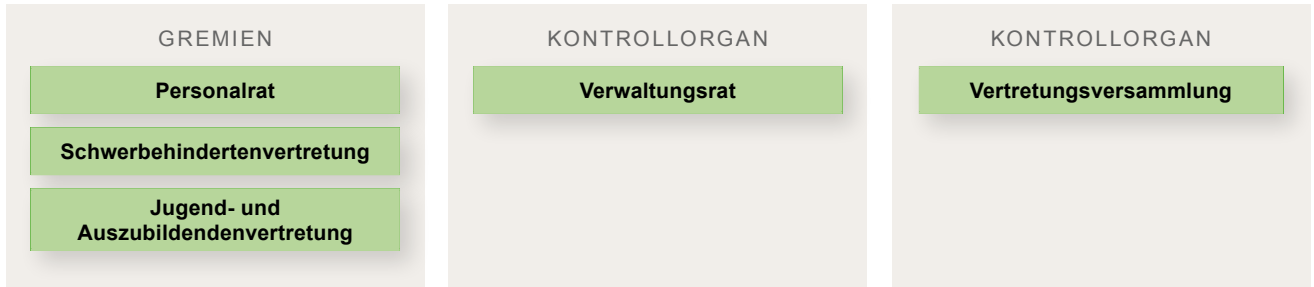 GREMIEN
Personalrat
Schwerbehindertenvertretung
Jugend- und
Auszubildendenvertretung
KONTROLLORGAN
Verwaltungsrat
KONTROLLORGAN
Vertretungsversammlung